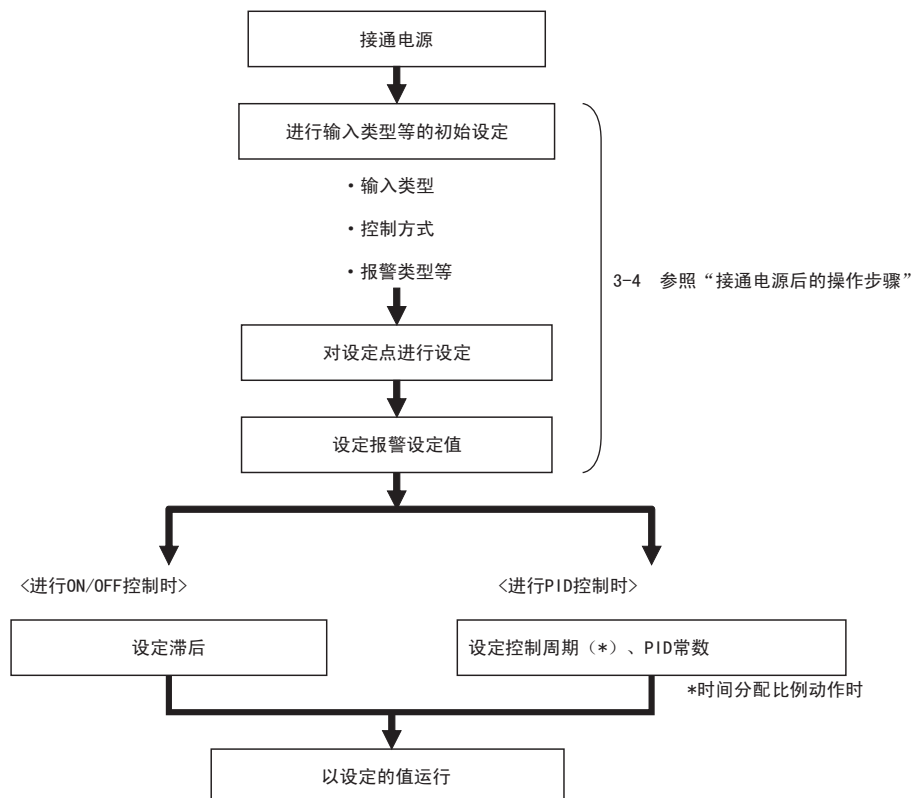 接通电源
进行输入类型等的初始设定
・输入类型
・控制方式
・报警类型等
3-4 参照“接通电源后的操作步骤”
对设定点进行设定
设定报警设定值
<进行ON/OFF控制时>
<进行PID控制时>
设定滞后
设定控制周期（*）、PID常数
*时间分配比例动作时
以设定的值运行